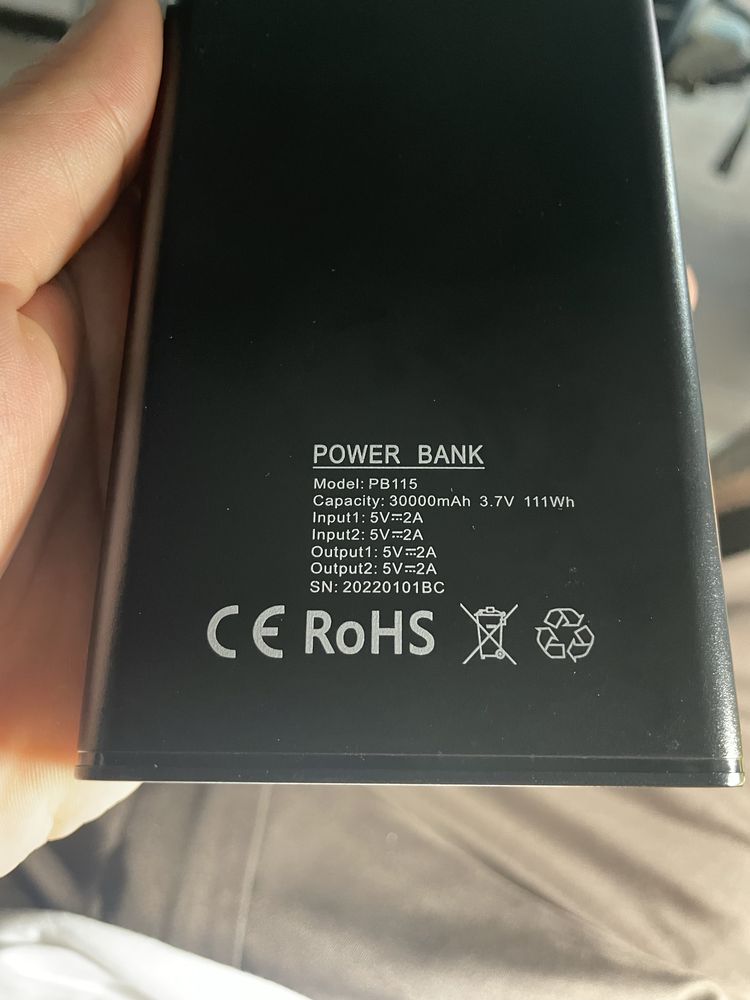 POWER BANK
Model: PB115
Capacity: 30000mAh 3.7V 111Wh
Input1: 5V⎓2A
Input2: 5V⎓2A
Output1: 5V⎓2A
Output2: 5V⎓2A
SN: 20220101BC
CE RoHS